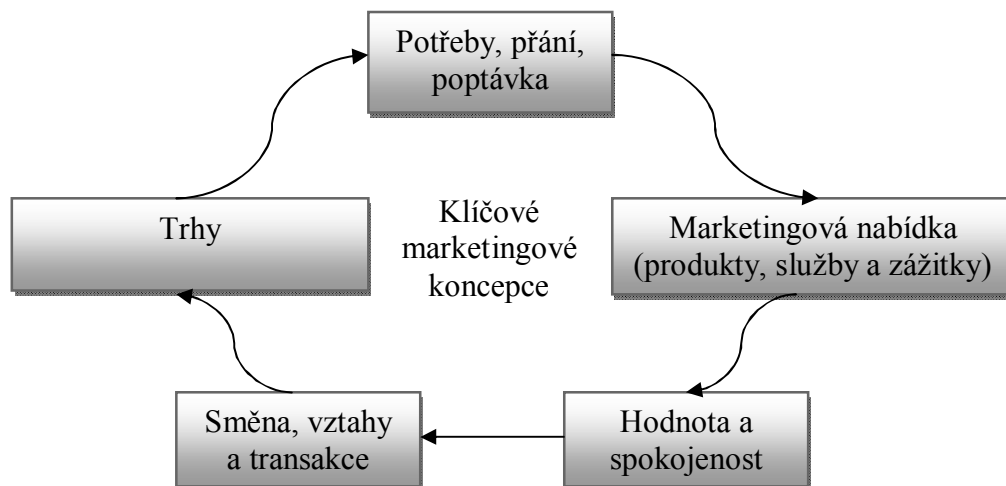 Potřeby, přání,
poptávka
Trhy
Klíčové
marketingové
koncepce
Marketingová nabídka
(produkty, služby a zážitky)
Směna, vztahy
a transakce
Hodnota a
spokojenost